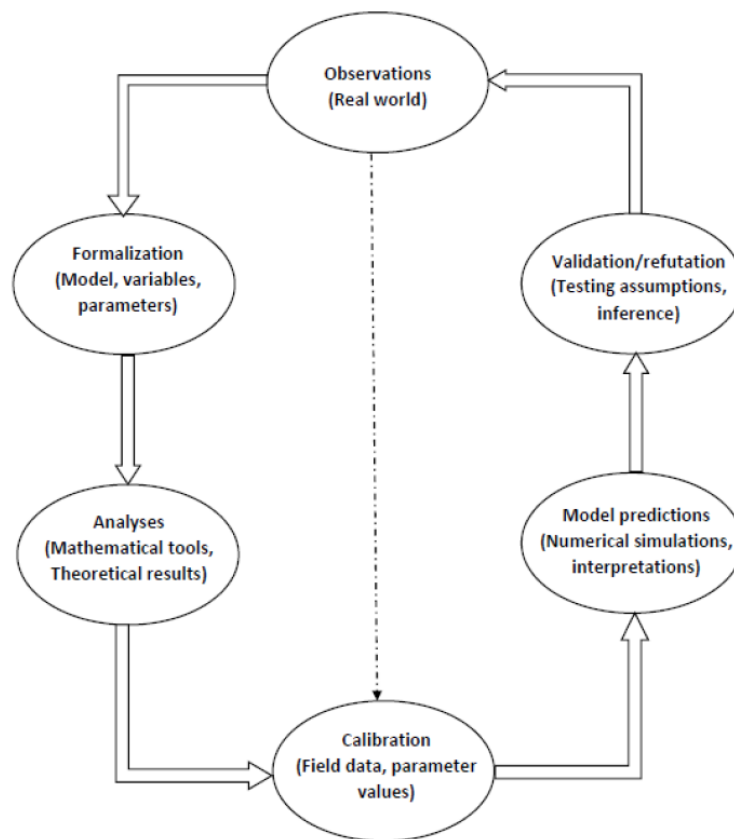 Observations
(Real world)
Formalization
(Model, variables,
parameters)
Validation/refutation
(Testing assumptions,
inference)
Analyses
(Mathematical tools,
Theoretical results)
Model predictions
(Numerical simulations,
interpretations)
Calibration
(Field data, parameter
values)